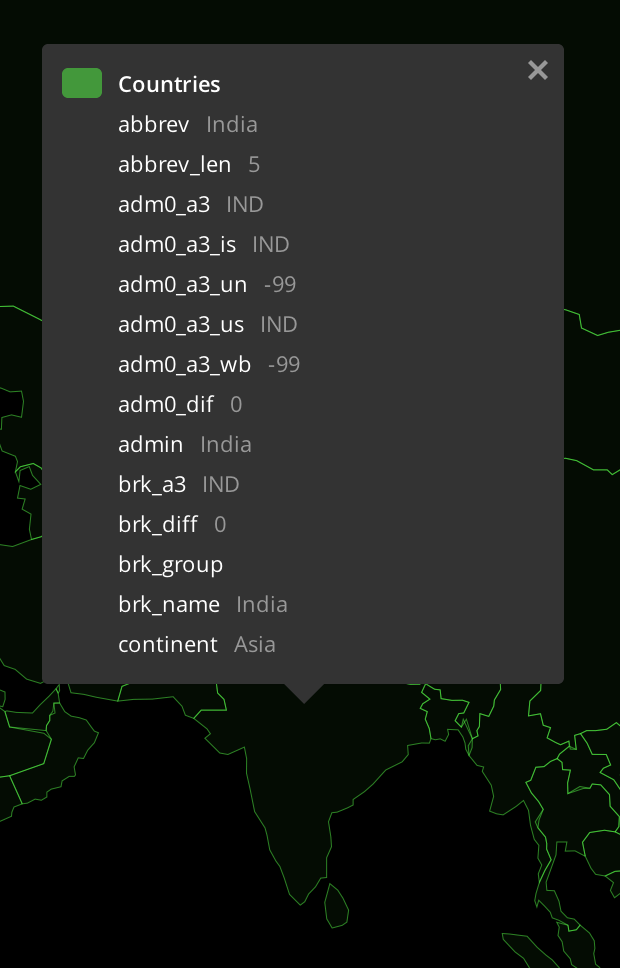 Countries
abbrev India
abbrev_len 5
adm0_a3 IND
adm0_a3_is IND
adm0_a3_un -99
adm0_a3_us IND
adm0_a3_wb -99
adm0_dif 0
admin India
brk_a3 IND
brk_diff 0
brk_group
brk_name India
continent Asia